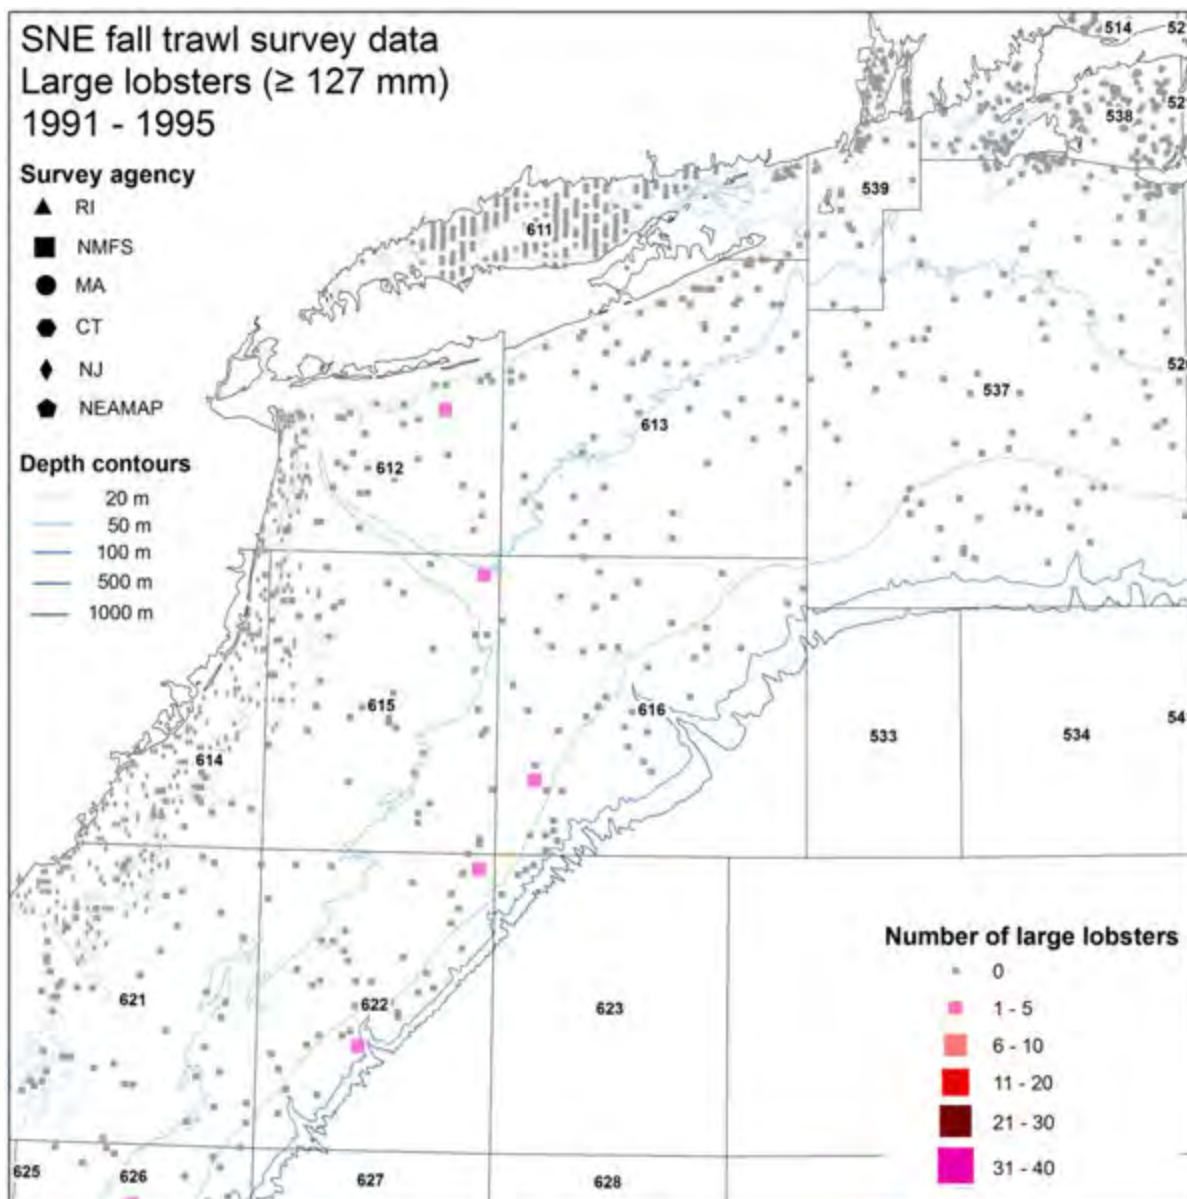 SNE fall trawl survey data
Large lobsters (≥ 127 mm)
1991 - 1995
Survey agency
RI
NMFS
MA
CT
NJ
NEAMAP
Depth contours
20 m
50 m
100 m
500 m
1000 m
514
538
539
611
537
613
612
615
616
614
533
534
621
622
623
625
626
627
628
Number of large lobsters
0
1 - 5
6 - 10
11 - 20
21 - 30
31 - 40